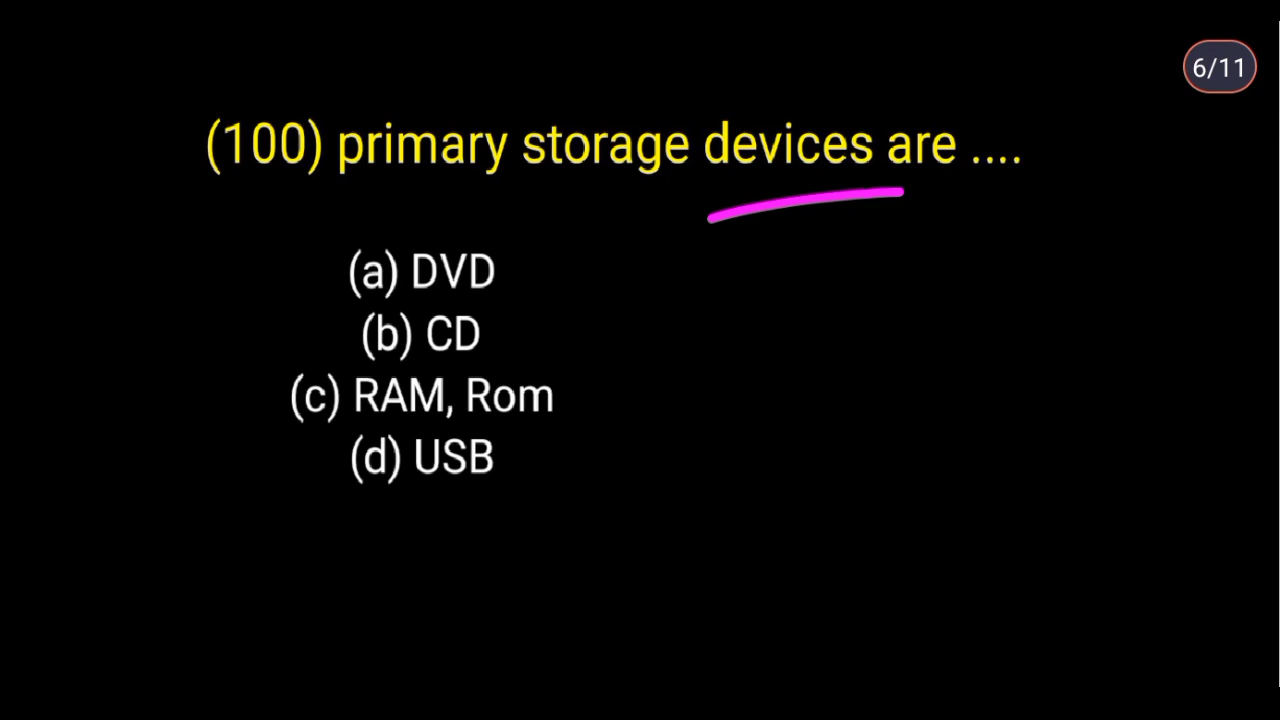 6/11
(100) primary storage devices are ....
(a) DVD
(b) CD
(c) RAM, Rom
(d) USB